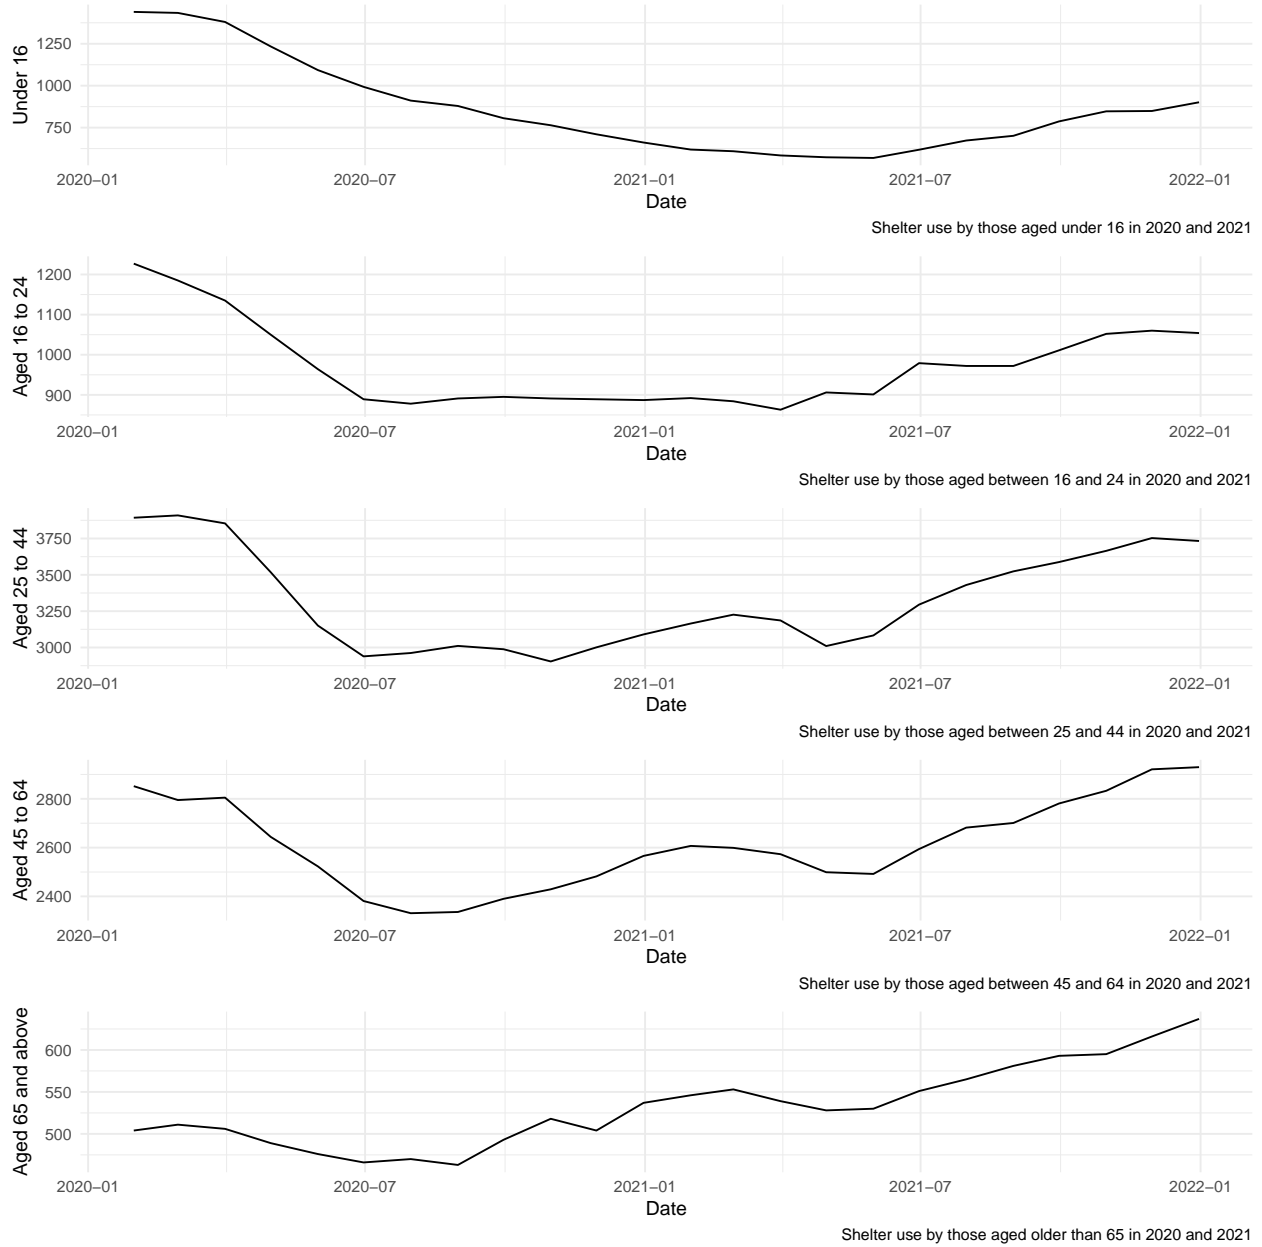 Under 16
1250
1000
750
2020–01
2020–07
2021–01
2021–07
2022–01
Date
Shelter use by those aged under 16 in 2020 and 2021
Aged 16 to 24
1200
1100
1000
900
2020–01
2020–07
2021–01
2021–07
2022–01
Date
Shelter use by those aged between 16 and 24 in 2020 and 2021
Aged 25 to 44
3750
3500
3250
3000
2020–01
2020–07
2021–01
2021–07
2022–01
Date
Shelter use by those aged between 25 and 44 in 2020 and 2021
Aged 45 to 64
2800
2600
2400
2020–01
2020–07
2021–01
2021–07
2022–01
Date
Shelter use by those aged between 45 and 64 in 2020 and 2021
Aged 65 and above
600
550
500
2020–01
2020–07
2021–01
2021–07
2022–01
Date
Shelter use by those aged older than 65 in 2020 and 2021